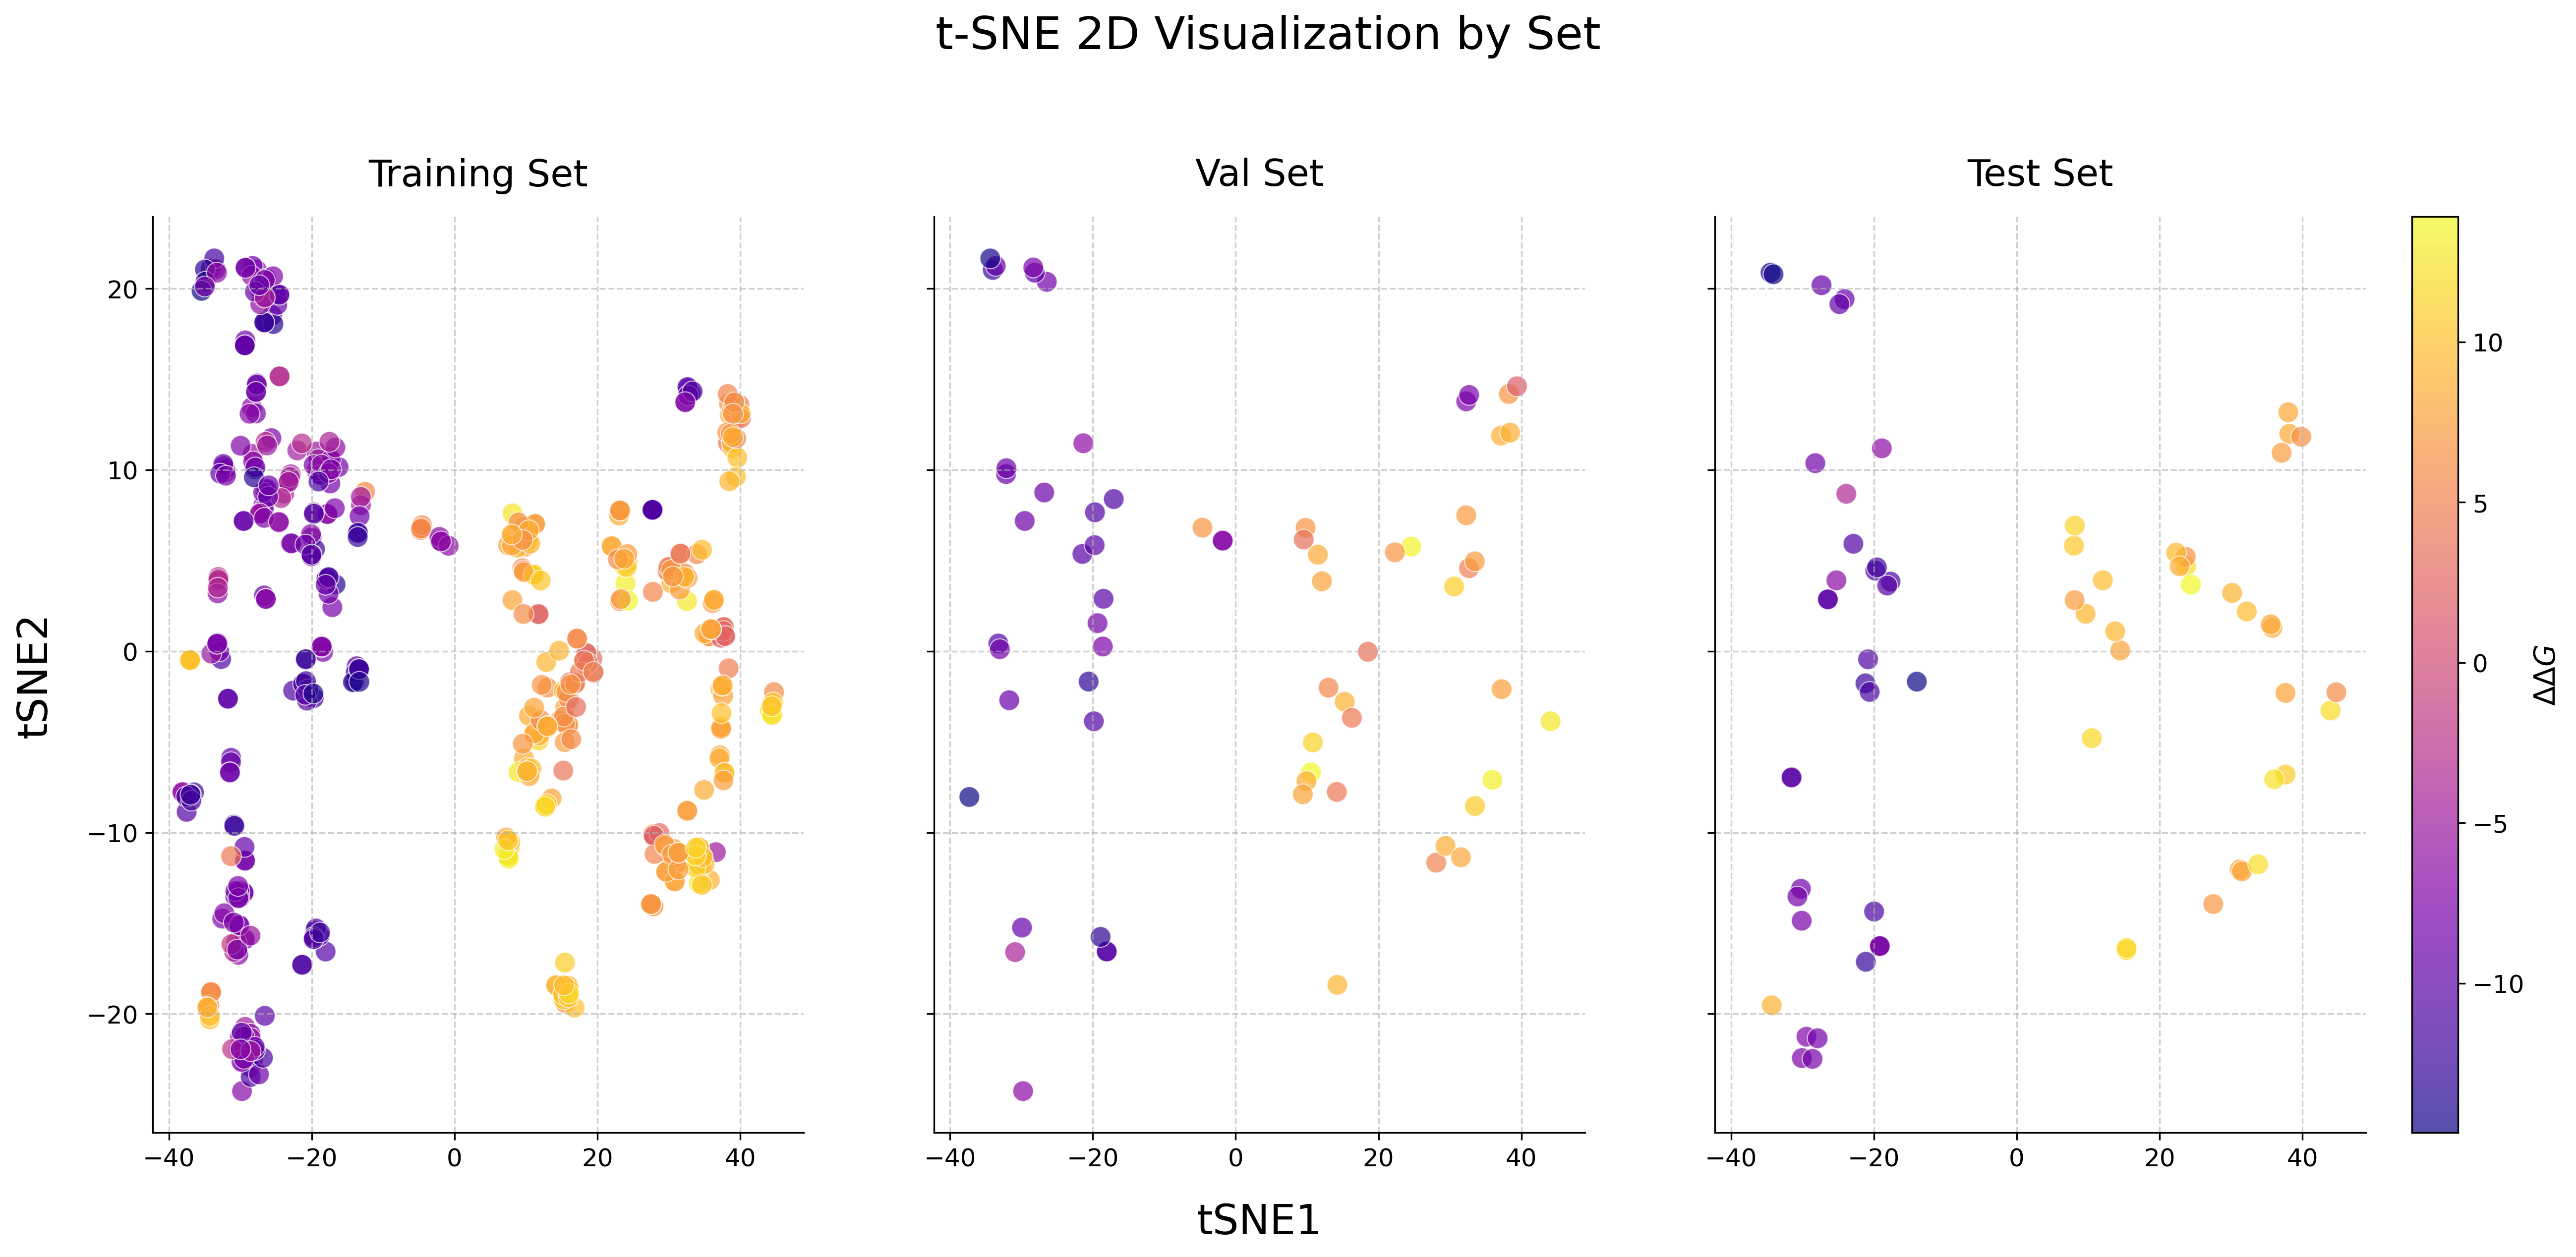 t-SNE 2D Visualization by Set
Training Set
Val Set
Test Set
tSNE2
20
10
0
−10
−20
−40 −20 0 20 40
−40 −20 0 20 40
−40 −20 0 20 40
tSNE1
10
5
0
−5
−10
ΔΔG